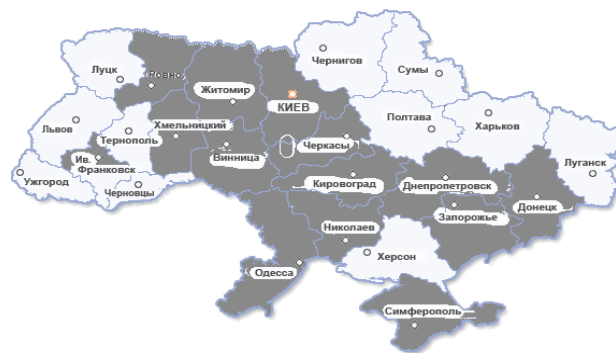 Чернигов
Луцк
Сумы
Ровно
Житомир
КИЕВ
Львов
Хмельницкий
Полтава
Харьков
Тернополь
Черкасы
Винница
Ив.
Франковск
Луганск
Ужгород
Черновцы
Кировоград
Днепропетровск
Донецк
Запорожье
Николаев
Херсон
Одесса
Симферополь